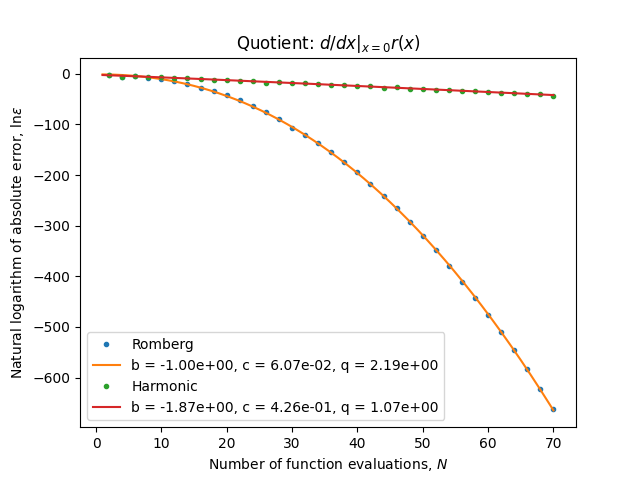 Quotient: d/dx|x=0r(x)
Natural logarithm of absolute error, lnε
0
−100
−200
−300
−400
−500
−600
Romberg
b = -1.00e+00, c = 6.07e-02, q = 2.19e+00
Harmonic
b = -1.87e+00, c = 4.26e-01, q = 1.07e+00
0 10 20 30 40 50 60 70
Number of function evaluations, N